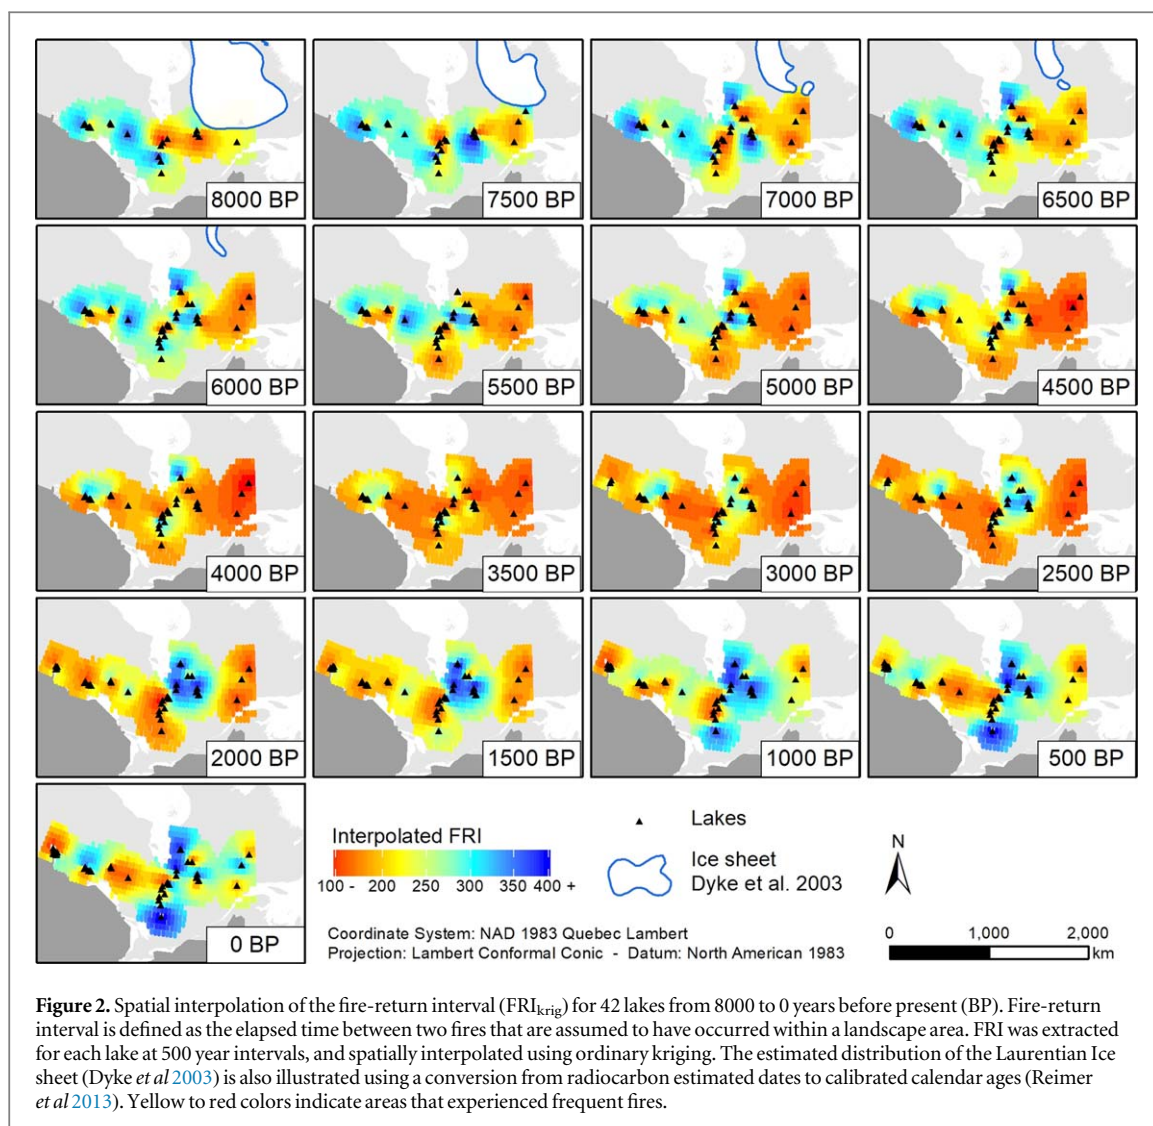 8000 BP
7500 BP
7000 BP
6500 BP
6000 BP
5500 BP
5000 BP
4500 BP
4000 BP
3500 BP
3000 BP
2500 BP
2000 BP
1500 BP
1000 BP
500 BP
0 BP
Interpolated FRI
100 - 200 250 300 350 400 +
Lakes
Ice sheet
Dyke et al. 2003
N
Coordinate System: NAD 1983 Quebec Lambert
Projection: Lambert Conformal Conic - Datum: North American 1983
0 1,000 2,000
km
Figure 2. Spatial interpolation of the fire-return interval (FRIkrig) for 42 lakes from 8000 to 0 years before present (BP). Fire-return
interval is defined as the elapsed time between two fires that are assumed to have occurred within a landscape area. FRI was extracted
for each lake at 500 year intervals, and spatially interpolated using ordinary kriging. The estimated distribution of the Laurentian Ice
sheet (Dyke et al 2003) is also illustrated using a conversion from radiocarbon estimated dates to calibrated calendar ages (Reimer
et al 2013). Yellow to red colors indicate areas that experienced frequent fires.